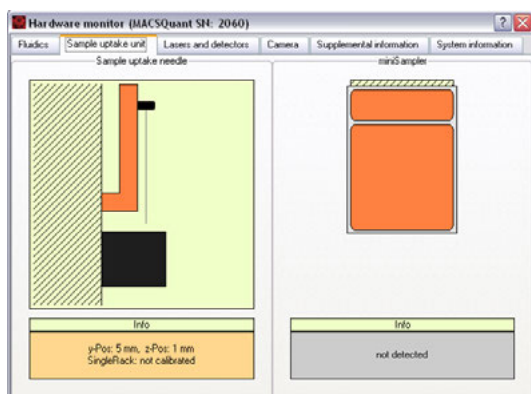 Hardware monitor (MACSQuant SN: 2060)
Fluidics Sample uptake unit Lasers and detectors Camera Supplemental information System information
Sample uptake needle
miniSampler
Info
y-Pos: 5 mm, z-Pos: 1 mm
SingleRack: not calibrated
Info
not detected